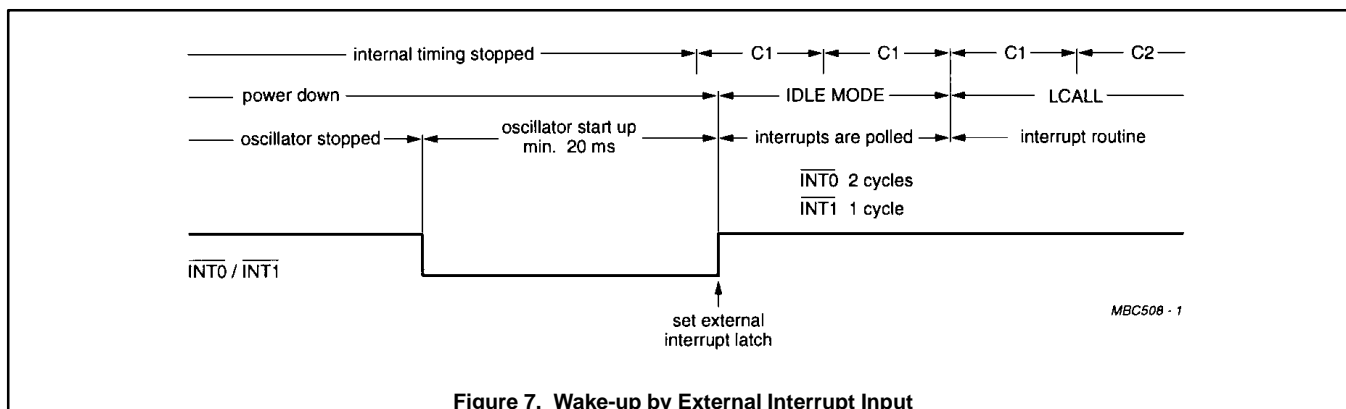 internal timing stopped C1 C1 C1 C2
power down IDLE MODE LCALL
oscillator stopped oscillator start up min. 20 ms interrupts are polled interrupt routine
INT0 2 cycles
INT1 1 cycle
INT0 / INT1
set external
interrupt latch
MBC508 - 1
Figure 7. Wake-up by External Interrupt Input